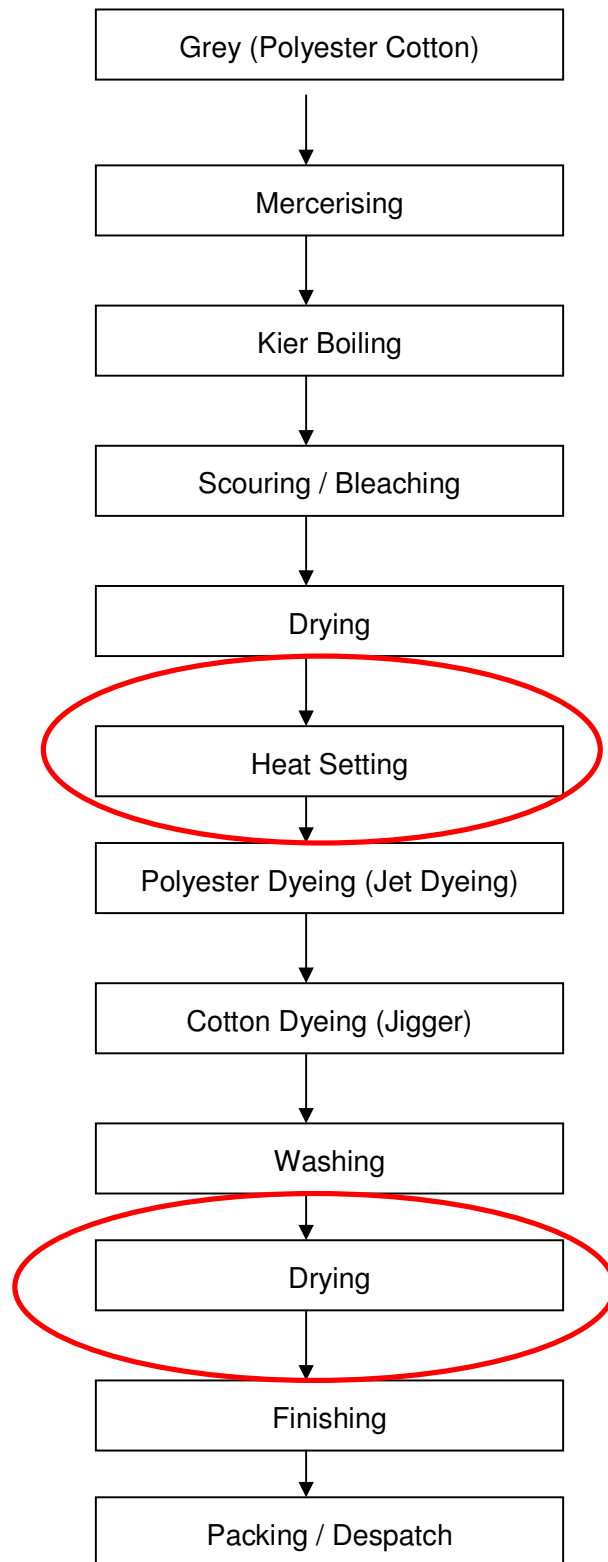 Grey (Polyester Cotton)
Mercerising
Kier Boiling
Scouring / Bleaching
Drying
Heat Setting
Polyester Dyeing (Jet Dyeing)
Cotton Dyeing (Jigger)
Washing
Drying
Finishing
Packing / Despatch